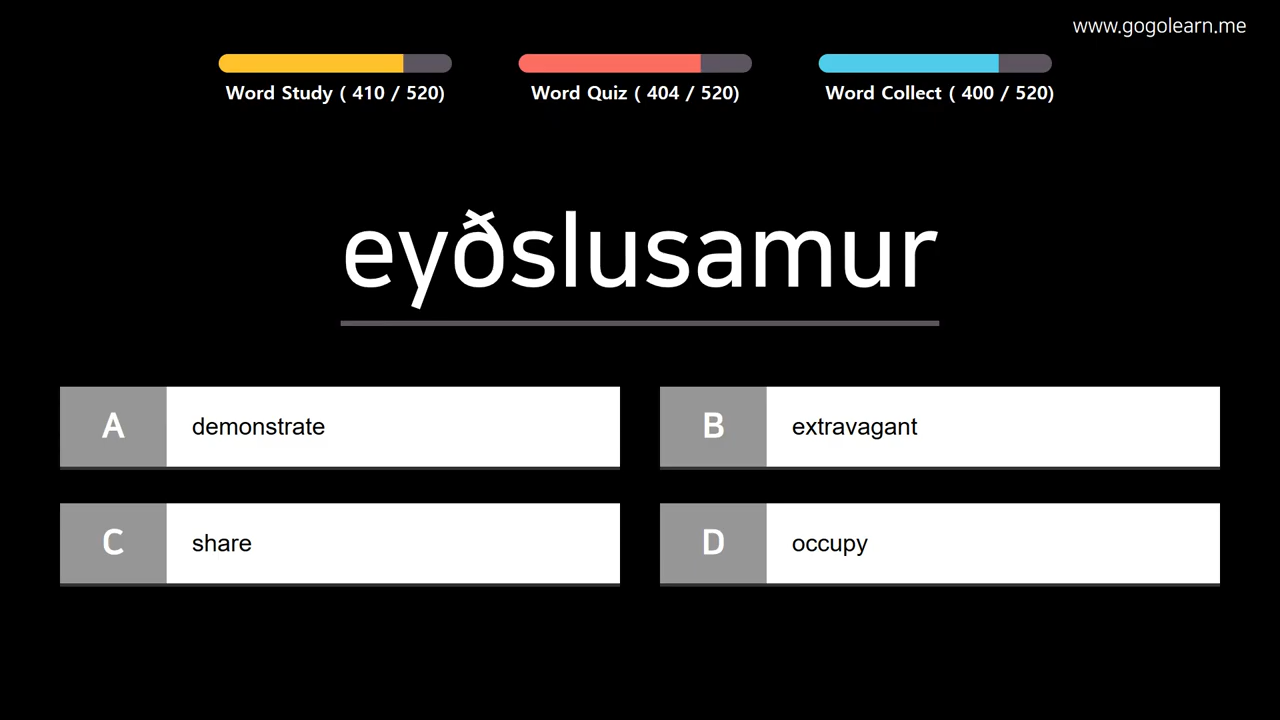 www.gogolearn.me
Word Study ( 410 / 520)
Word Quiz ( 404 / 520)
Word Collect ( 400 / 520)
eyðslusamur
A demonstrate
B extravagant
C share
D occupy